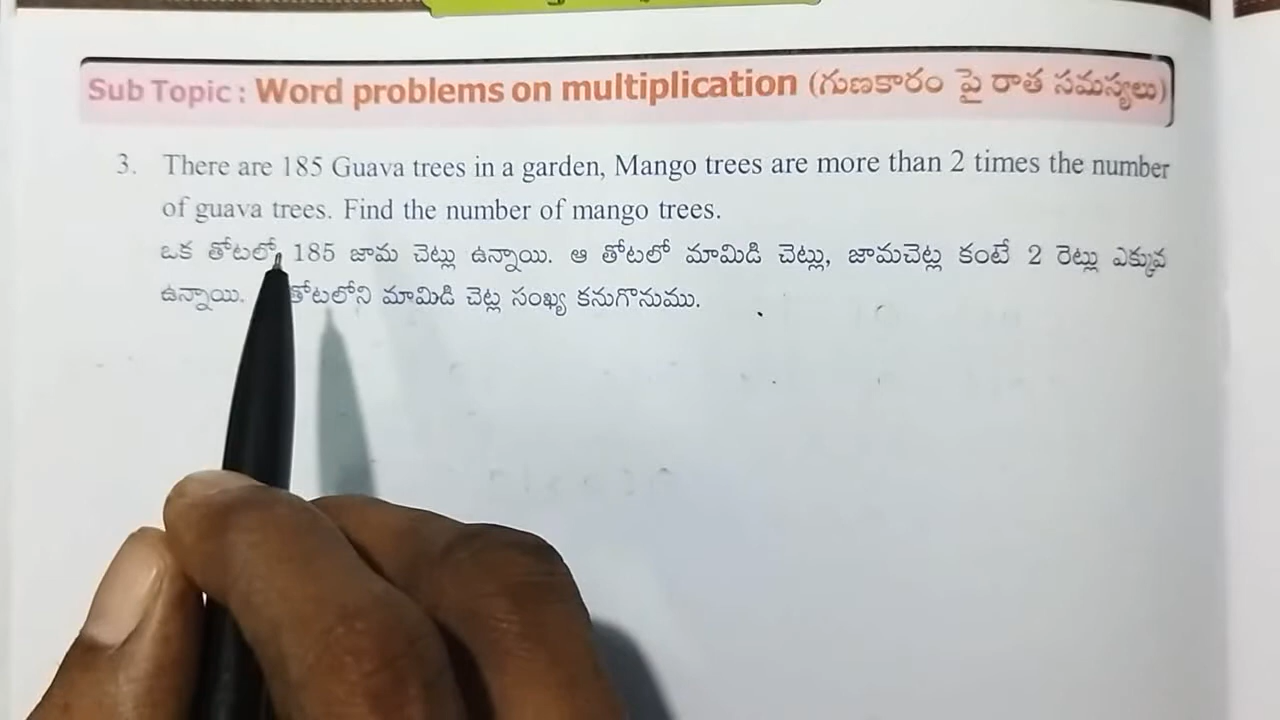 Sub Topic : Word problems on multiplication (గుణకారం పై రాత సమస్యలు)
3. There are 185 Guava trees in a garden, Mango trees are more than 2 times the number
of guava trees. Find the number of mango trees.
ఒక తోటలో 185 జామ చెట్లు ఉన్నాయి. ఆ తోటలో మామిడి చెట్లు, జామచెట్ల కంటే 2 రెట్లు ఎక్కువ
ఉన్నాయి. తోటలోని మామిడి చెట్ల సంఖ్య కనుగొనుము.